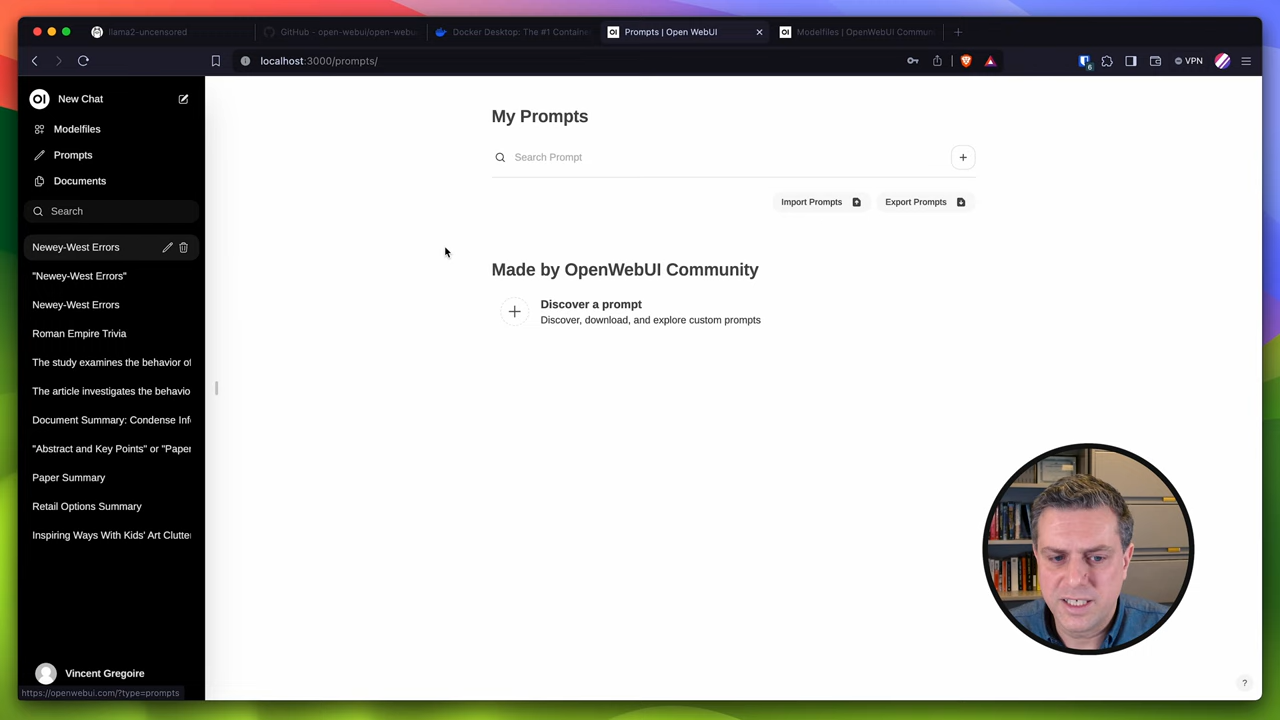 llama2-uncensored
GitHub - open-webui/open-webu
Docker Desktop: The #1 Containe
OI
Prompts | Open WebUI
OI
Modelfiles | OpenWebUI Commun
localhost:3000/prompts/
6
VPN
OI
New Chat
Modelfiles
Prompts
Documents
Search
Newey-West Errors
"Newey-West Errors"
Newey-West Errors
Roman Empire Trivia
The study examines the behavior of
The article investigates the behavio
Document Summary: Condense Inf
"Abstract and Key Points" or "Paper
Paper Summary
Retail Options Summary
Inspiring Ways With Kids' Art Clutte
Vincent Gregoire
https://openwebui.com/?type=prompts
My Prompts
Search Prompt
Import Prompts
Export Prompts
Made by OpenWebUI Community
Discover a prompt
Discover, download, and explore custom prompts
?